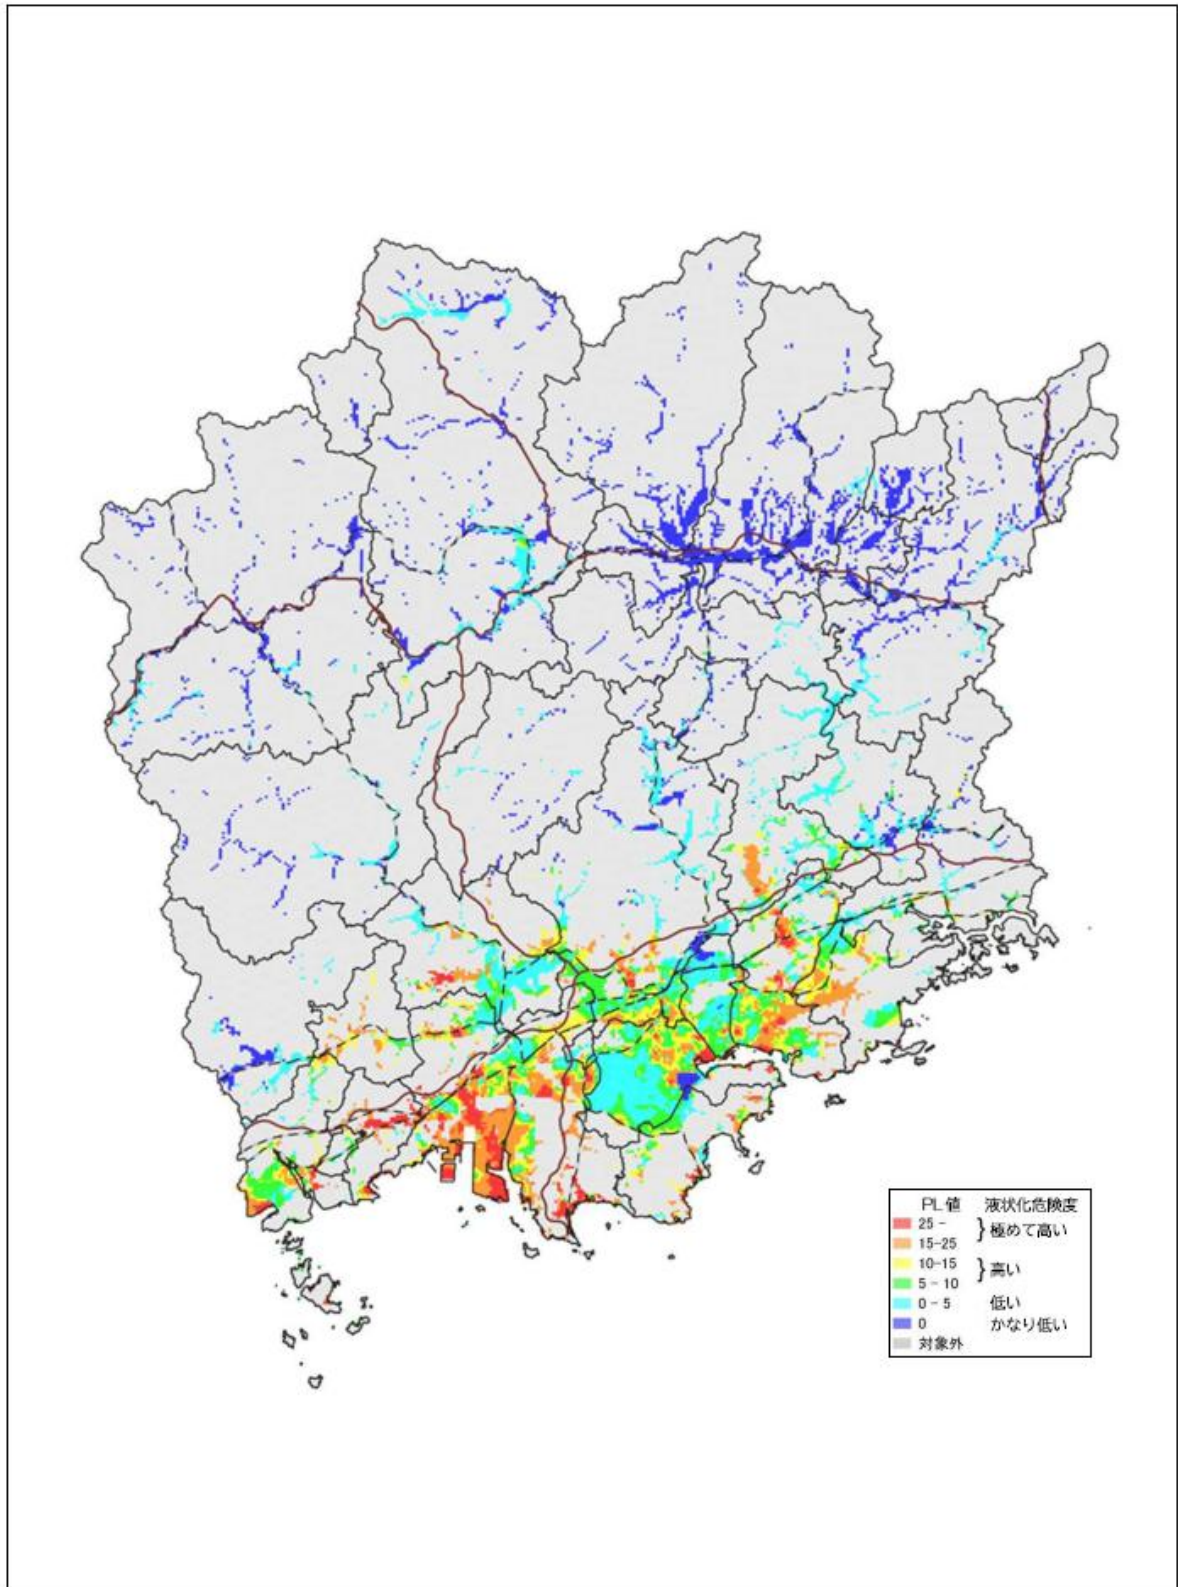 PL値 液状化危険度
25 -
} 極めて高い
15-25
10-15
} 高い
5 - 10
0 - 5 低い
0 かなり低い
対象外